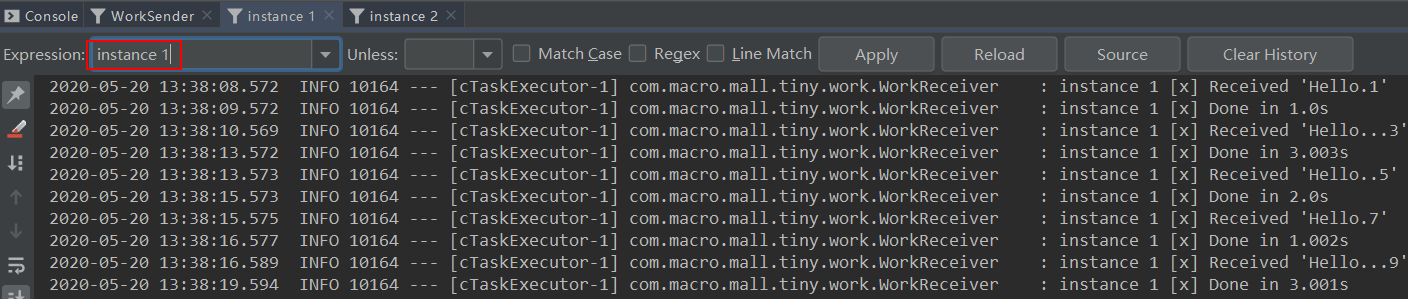 Console WorkSender instance 1 instance 2
Expression: instance 1 Unless: Match Case Regex Line Match Apply Reload Source Clear History
2020-05-20 13:38:08.572  INFO 10164 --- [cTaskExecutor-1] com.macro.mall.tiny.work.WorkReceiver    : instance 1 [x] Received 'Hello.1'
2020-05-20 13:38:09.572  INFO 10164 --- [cTaskExecutor-1] com.macro.mall.tiny.work.WorkReceiver    : instance 1 [x] Done in 1.0s
2020-05-20 13:38:10.569  INFO 10164 --- [cTaskExecutor-1] com.macro.mall.tiny.work.WorkReceiver    : instance 1 [x] Received 'Hello...3'
2020-05-20 13:38:13.572  INFO 10164 --- [cTaskExecutor-1] com.macro.mall.tiny.work.WorkReceiver    : instance 1 [x] Done in 3.003s
2020-05-20 13:38:13.573  INFO 10164 --- [cTaskExecutor-1] com.macro.mall.tiny.work.WorkReceiver    : instance 1 [x] Received 'Hello..5'
2020-05-20 13:38:15.573  INFO 10164 --- [cTaskExecutor-1] com.macro.mall.tiny.work.WorkReceiver    : instance 1 [x] Done in 2.0s
2020-05-20 13:38:15.575  INFO 10164 --- [cTaskExecutor-1] com.macro.mall.tiny.work.WorkReceiver    : instance 1 [x] Received 'Hello.7'
2020-05-20 13:38:16.577  INFO 10164 --- [cTaskExecutor-1] com.macro.mall.tiny.work.WorkReceiver    : instance 1 [x] Done in 1.002s
2020-05-20 13:38:16.589  INFO 10164 --- [cTaskExecutor-1] com.macro.mall.tiny.work.WorkReceiver    : instance 1 [x] Received 'Hello...9'
2020-05-20 13:38:19.594  INFO 10164 --- [cTaskExecutor-1] com.macro.mall.tiny.work.WorkReceiver    : instance 1 [x] Done in 3.001s